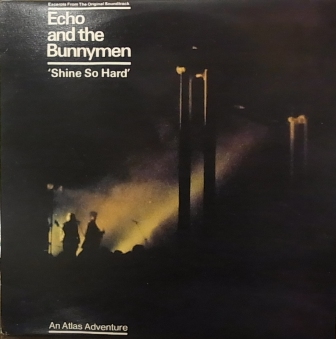 Excerpts From The Original Soundtrack
Echo
and the
Bunnymen
'Shine So Hard'
An Atlas Adventure